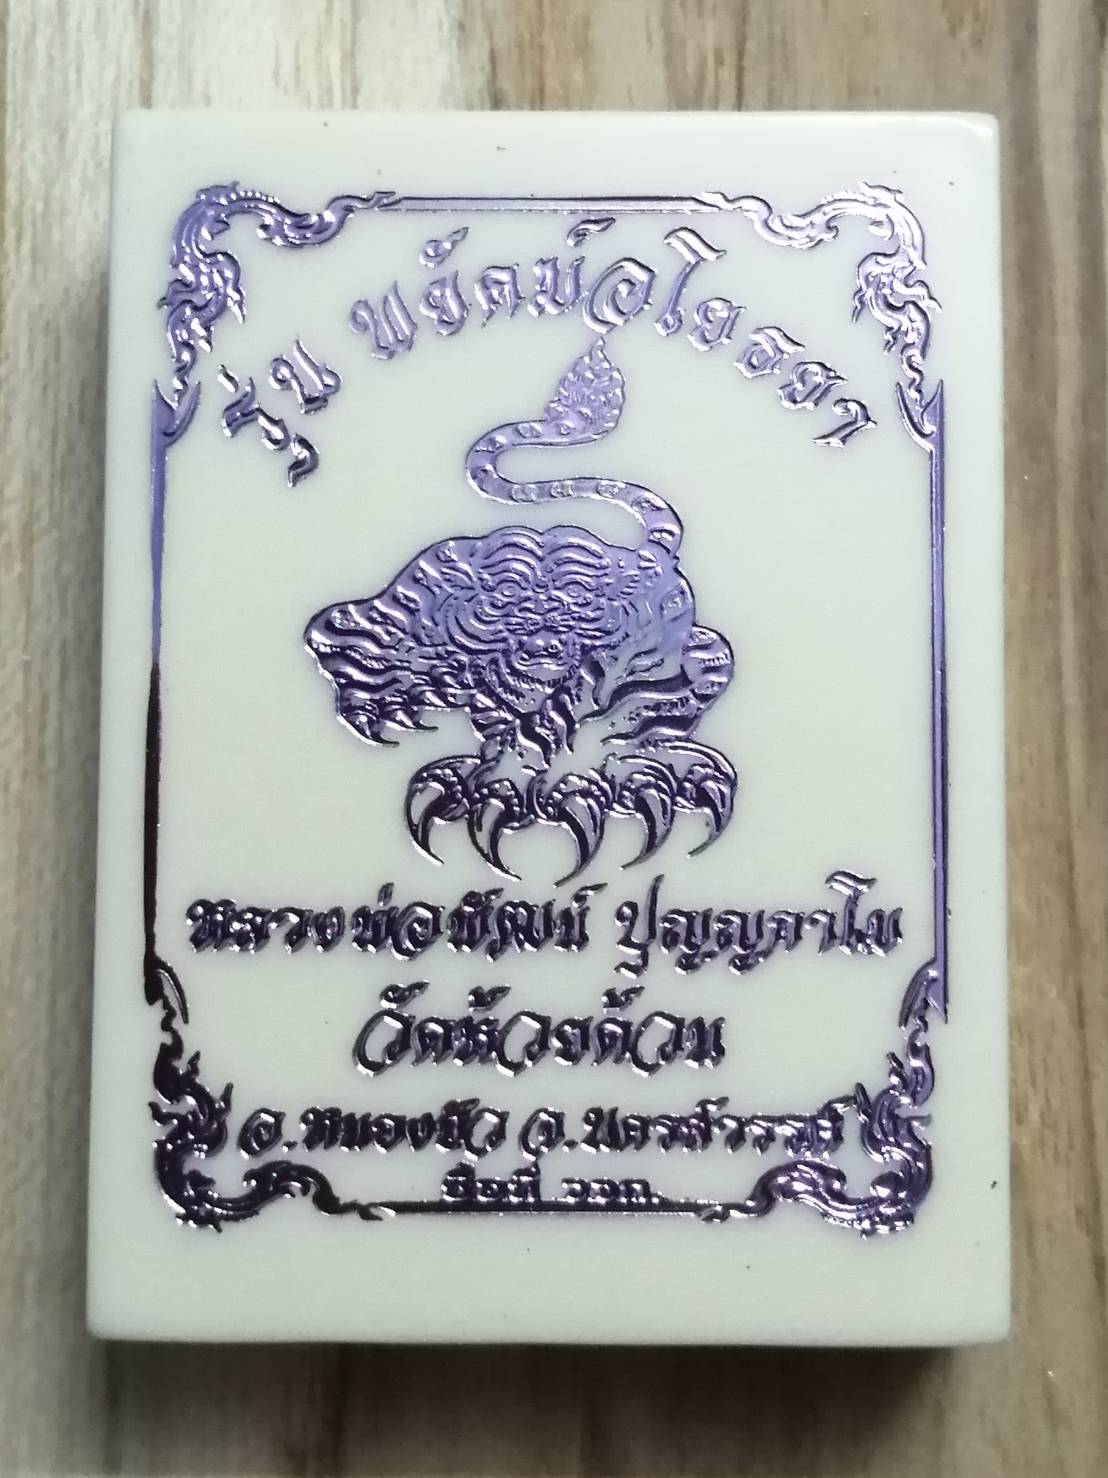 รุ่น พยัคฆ์อโยธยา
หลวงพ่อพัฒน์ ปุญฺญกาโม
วัดห้วยด้วน
อ.หนองบัว จ.นครสวรรค์